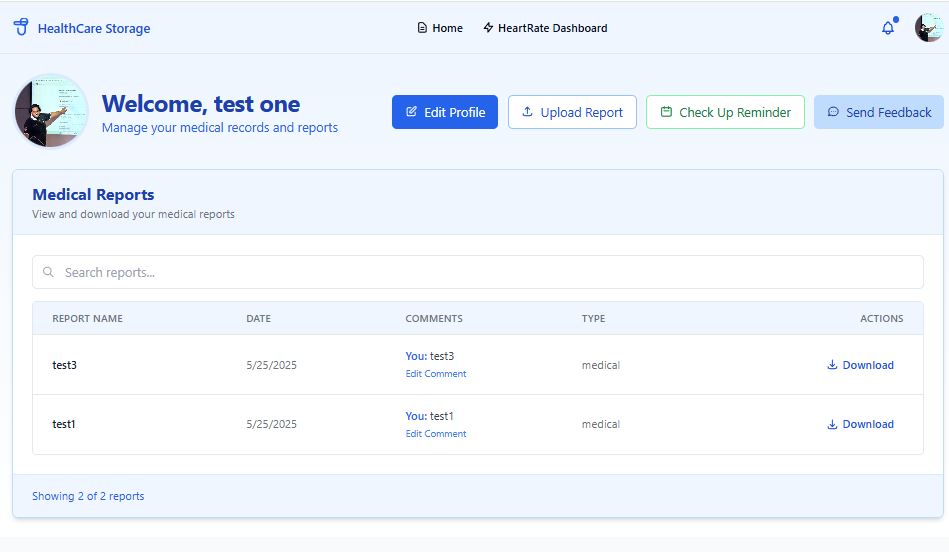 HealthCare Storage
Home
HeartRate Dashboard
Welcome, test one
Manage your medical records and reports
Edit Profile
Upload Report
Check Up Reminder
Send Feedback
Medical Reports
View and download your medical reports
Search reports...
REPORT NAME DATE COMMENTS TYPE ACTIONS
test3 5/25/2025 You: test3 medical Download
Edit Comment
test1 5/25/2025 You: test1 medical Download
Edit Comment
Showing 2 of 2 reports